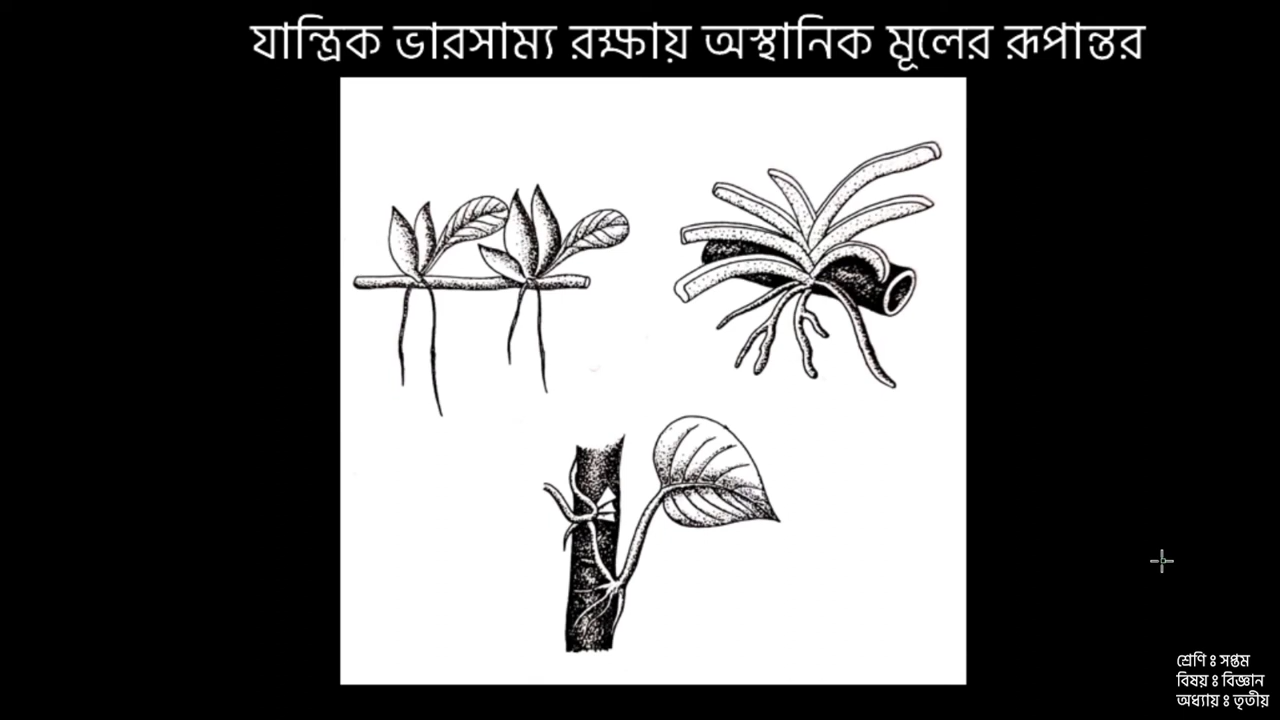 যান্ত্রিক ভারসাম্য রক্ষায় অস্থানিক মূলের রূপান্তর
শ্রেণি ঃ সপ্তম
বিষয় ঃ বিজ্ঞান
অধ্যায় ঃ তৃতীয়